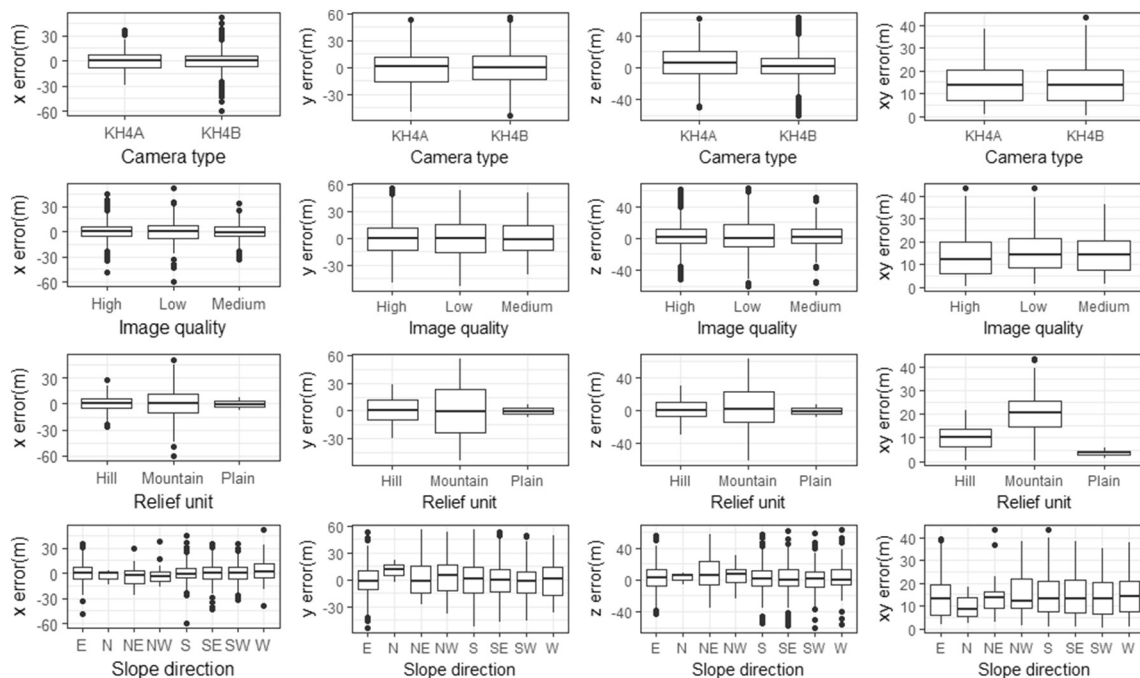 x error(m)
30
0
-30
-60
KH4A KH4B
Camera type
y error(m)
60
30
0
-30
KH4A KH4B
Camera type
z error(m)
40
0
-40
KH4A KH4B
Camera type
xy error(m)
40
30
20
10
0
KH4A KH4B
Camera type
x error(m)
30
0
-30
-60
High Low Medium
Image quality
y error(m)
60
30
0
-30
High Low Medium
Image quality
z error(m)
40
0
-40
High Low Medium
Image quality
xy error(m)
40
30
20
10
0
High Low Medium
Image quality
x error(m)
30
0
-30
-60
Hill Mountain Plain
Relief unit
y error(m)
60
30
0
-30
Hill Mountain Plain
Relief unit
z error(m)
40
0
-40
Hill Mountain Plain
Relief unit
xy error(m)
40
30
20
10
0
Hill Mountain Plain
Relief unit
x error(m)
30
0
-30
-60
E N NE NW S SE SW W
Slope direction
y error(m)
60
30
0
-30
E N NE NW S SE SW W
Slope direction
z error(m)
40
0
-40
E N NE NW S SE SW W
Slope direction
xy error(m)
40
30
20
10
0
E N NE NW S SE SW W
Slope direction